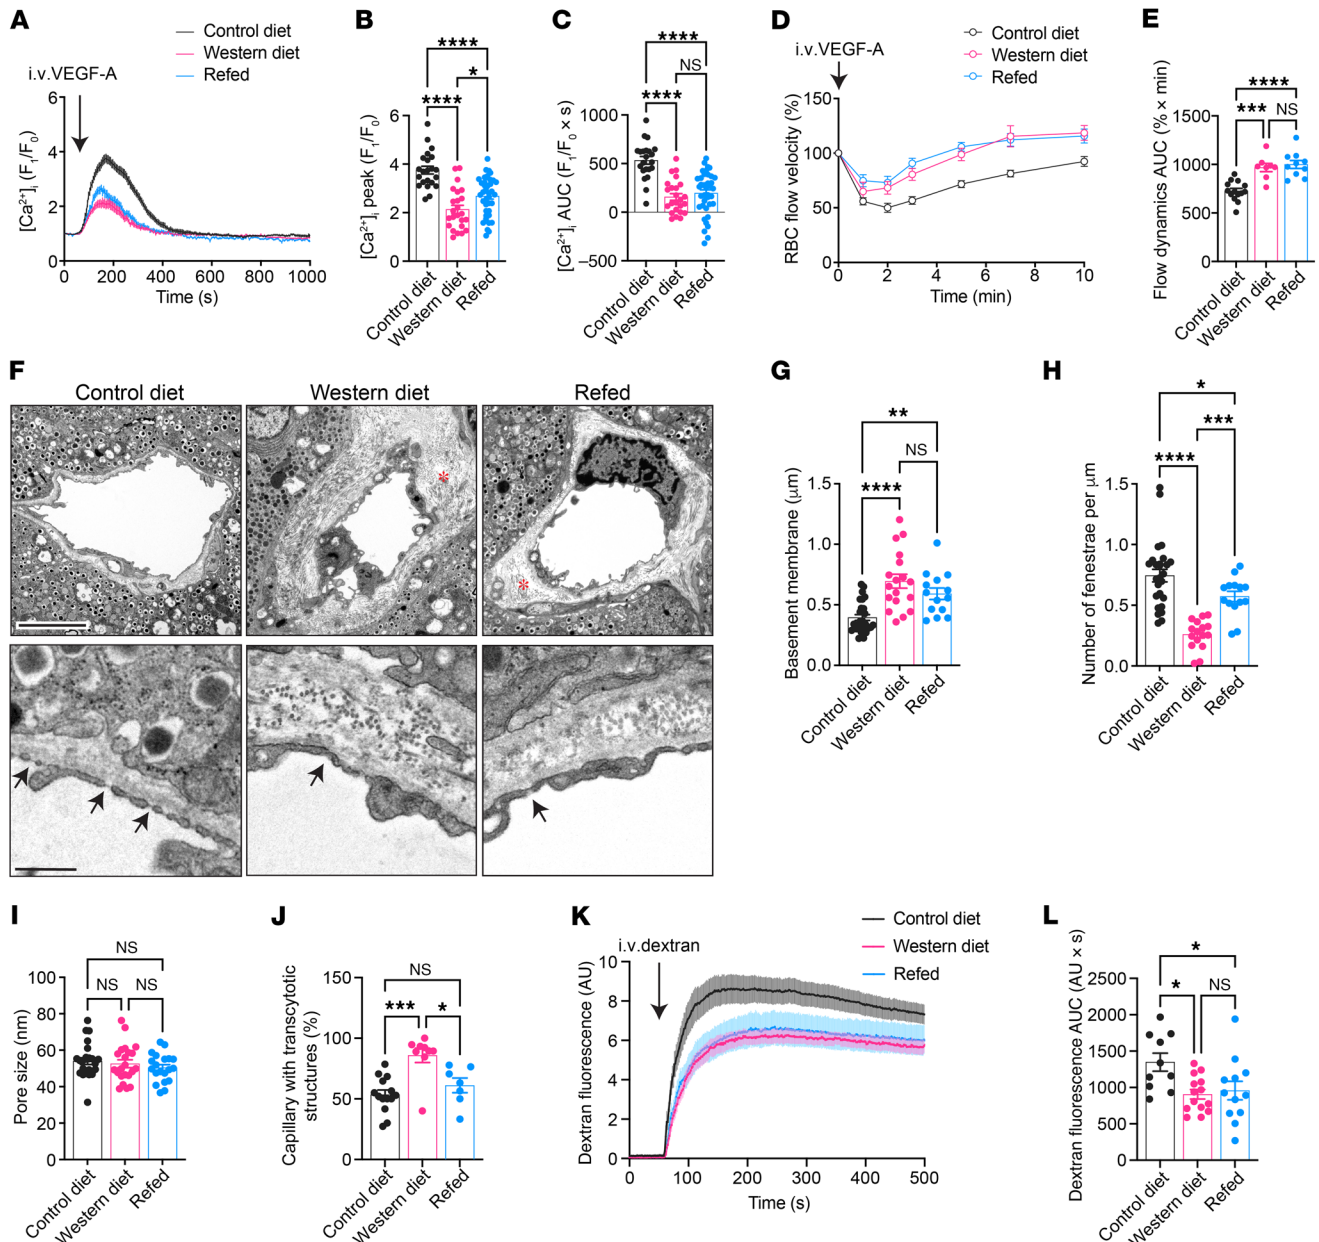 A
i.v.VEGF-A
Control diet
Western diet
Refed
[Ca²⁺]ᵢ (F₁/F₀)
6
4
2
0
0 200 400 600 800 1000
Time (s)
B
****
*
****
[Ca²⁺]ᵢ peak (F₁/F₀)
6
4
2
0
Control diet
Western diet
Refed
C
****
NS
****
[Ca²⁺]ᵢ AUC (F₁/F₀ × s)
1000
500
0
–500
Control diet
Western diet
Refed
D
i.v.VEGF-A
Control diet
Western diet
Refed
RBC flow velocity (%)
150
100
50
0
0 2 4 6 8 10
Time (min)
E
****
*** NS
Flow dynamics AUC (% × min)
1500
1000
500
0
Control diet
Western diet
Refed
F
Control diet Western diet Refed
*
*
G
**
NS
****
Basement membrane (μm)
1.5
1.0
0.5
0.0
Control diet
Western diet
Refed
H
*
***
****
Number of fenestrae per μm
1.5
1.0
0.5
0.0
Control diet
Western diet
Refed
I
NS
NS NS
Pore size (nm)
100
80
60
40
20
0
Control diet
Western diet
Refed
J
NS
*** *
Capillary with transcytotic
structures (%)
150
100
50
0
Control diet
Western diet
Refed
K
i.v.dextran
Control diet
Western diet
Refed
Dextran fluorescence (AU)
10
8
6
4
2
0
0 100 200 300 400 500
Time (s)
L
*
* NS
Dextran fluorescence AUC (AU × s)
2500
2000
1500
1000
500
0
Control diet
Western diet
Refed